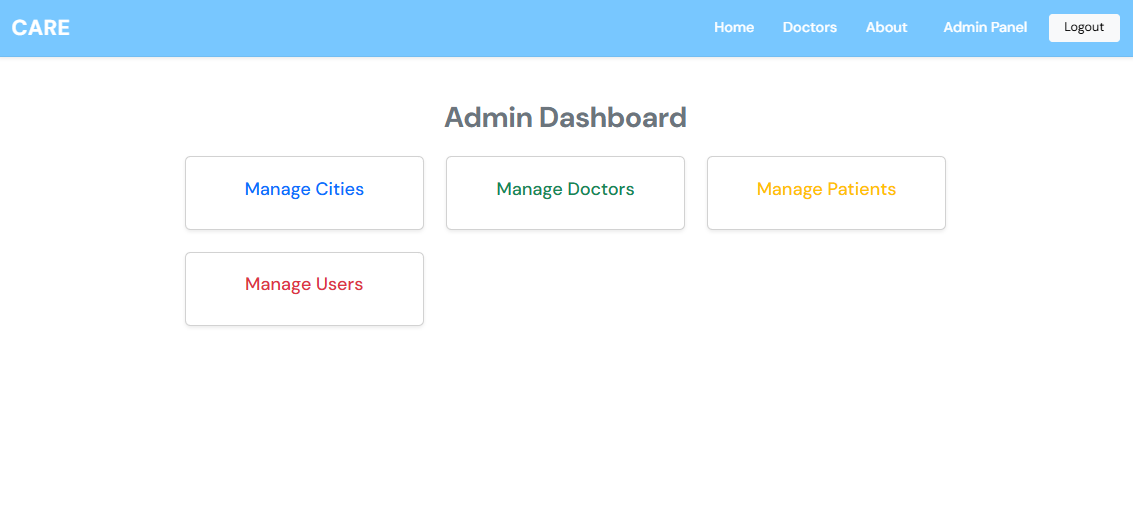 CARE
Home Doctors About Admin Panel Logout
Admin Dashboard
Manage Cities Manage Doctors Manage Patients
Manage Users